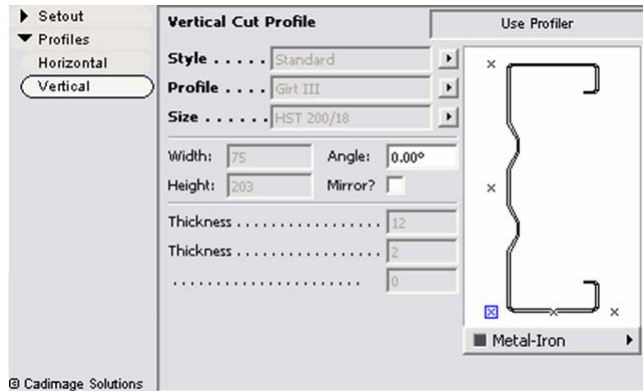 Setout
Profiles
Horizontal
Vertical
Vertical Cut Profile
Use Profiler
Style ..... Standard
Profile .... Girt III
Size ...... HST 200/18
Width: 75 Angle: 0.00°
Height: 203 Mirror?
Thickness .................. 12
Thickness .................. 2
...................... 0
Metal-Iron
Cadimage Solutions